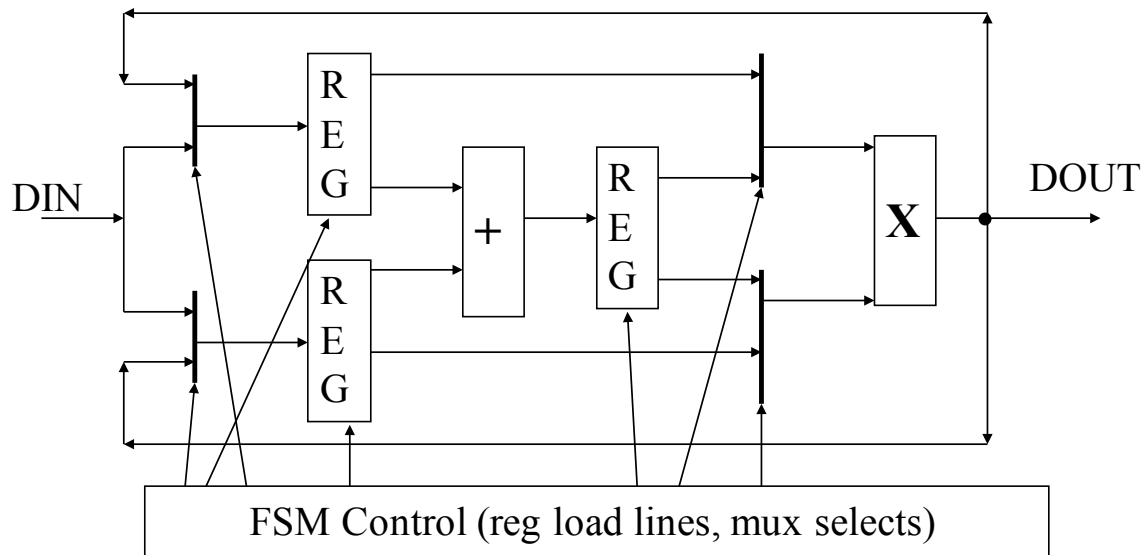 R
E
G
R
E
G
DIN
+
R
E
G
X
DOUT
FSM Control (reg load lines, mux selects)